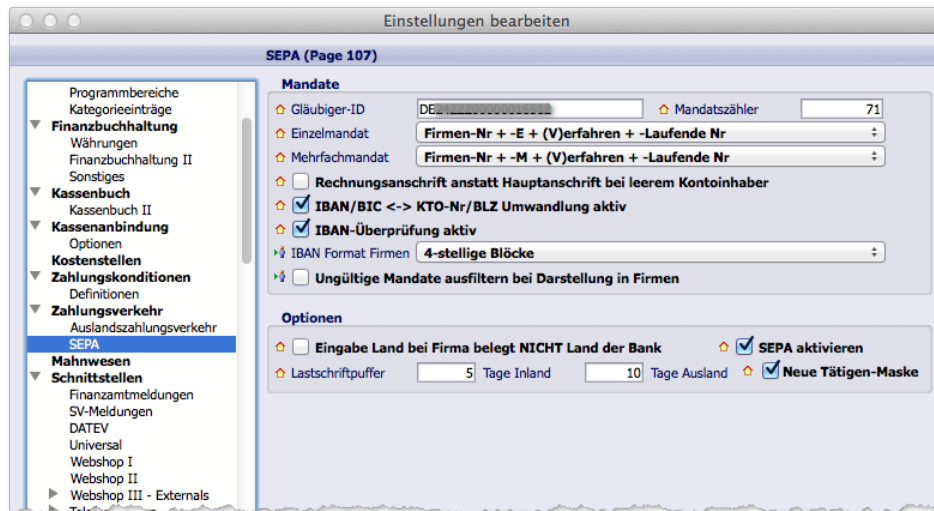 Einstellungen bearbeiten
SEPA (Page 107)
Programmbereiche
Kategorieeinträge
Finanzbuchhaltung
Währungen
Finanzbuchhaltung II
Sonstiges
Kassenbuch
Kassenbuch II
Kassenanbindung
Optionen
Kostenstellen
Zahlungskonditionen
Definitionen
Zahlungsverkehr
Auslandszahlungsverkehr
SEPA
Mahnwesen
Schnittstellen
Finanzamtmeldungen
SV-Meldungen
DATEV
Universal
Webshop I
Webshop II
Webshop III - Externals
Mandate
Gläubiger-ID DE Mandatszähler 71
Einzelmandat Firmen-Nr + -E + (V)erfahren + -Laufende Nr
Mehrfachmandat Firmen-Nr + -M + (V)erfahren + -Laufende Nr
Rechnungsanschrift anstatt Hauptanschrift bei leerem Kontoinhaber
IBAN/BIC <-> KTO-Nr/BLZ Umwandlung aktiv
IBAN-Überprüfung aktiv
IBAN Format Firmen 4-stellige Blöcke
Ungültige Mandate ausfiltern bei Darstellung in Firmen
Optionen
Eingabe Land bei Firma belegt NICHT Land der Bank SEPA aktivieren
Lastschriftpuffer 5 Tage Inland 10 Tage Ausland Neue Tätigen-Maske